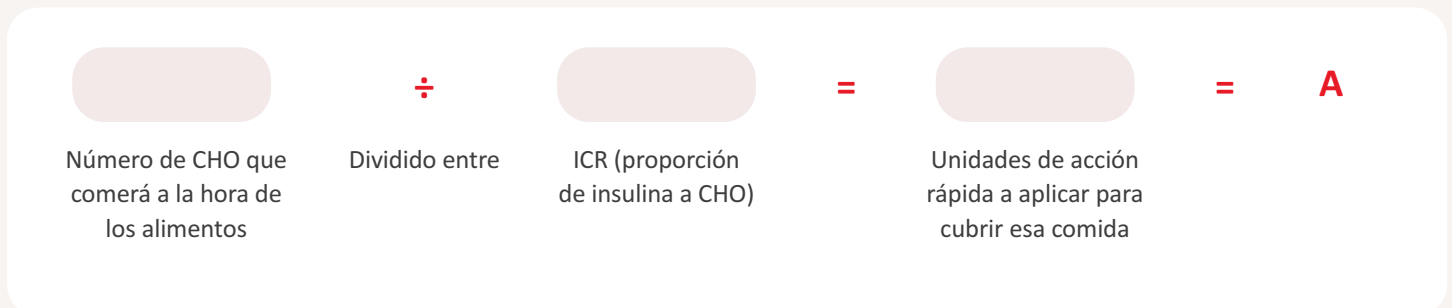 ÷ = = A
Número de CHO que
comerá a la hora de
los alimentos
Dividido entre
ICR (proporción
de insulina a CHO)
Unidades de acción
rápida a aplicar para
cubrir esa comida